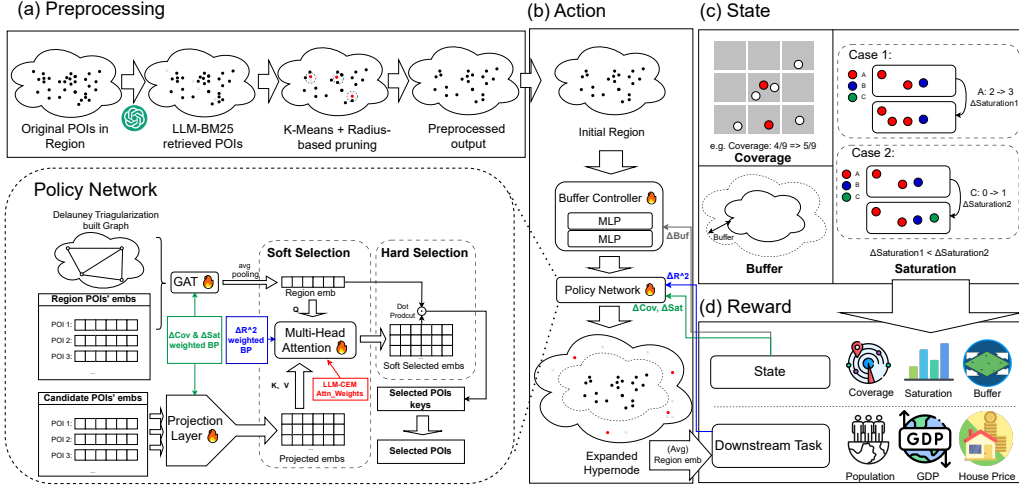 (a) Preprocessing
Original POIs in
Region
LLM-BM25
retrieved POIs
K-Means + Radius-
based pruning
Preprocessed
output
Policy Network
Delauney Triagularization
built Graph
Region POIs' embs
POI 1:
POI 2:
POI 3:
...
Candidate POIs' embs
POI 1:
POI 2:
POI 3:
...
GAT
avg
pooling
ΔCov & ΔSat
weighted BP
ΔR^2
weighted
BP
Projection
Layer
Soft Selection
Region emb
Q
Multi-Head
Attention
K, V
LLM-CEM
Attn_Weights
...
Projected embs
Hard Selection
Dot
Prodcut
...
Soft Selected embs
Selected POIs
keys
Selected POIs
(b) Action
Initial Region
Buffer Controller
MLP
MLP
ΔBuf
Policy Network
ΔR^2
ΔCov, ΔSat
Expanded
Hypernode
(Avg)
Region emb
(c) State
e.g. Coverage: 4/9 => 5/9
Coverage
Buffer
Buffer
Case 1:
A
B
C
A: 2 -> 3
ΔSaturation1
Case 2:
A
B
C
C: 0 -> 1
ΔSaturation2
ΔSaturation1 < ΔSaturation2
Saturation
(d) Reward
State
Coverage
Saturation
Buffer
Downstream Task
GDP
Population
GDP
House Price